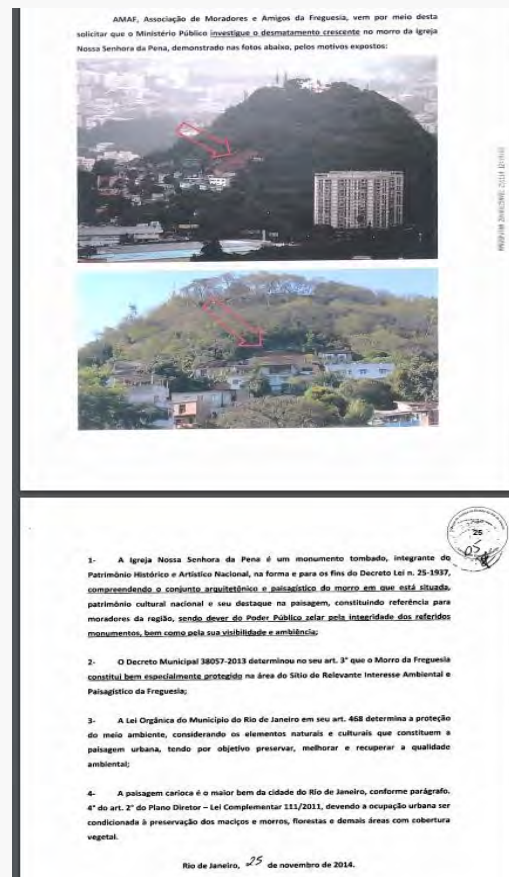 AMAF, Associação de Moradores e Amigos da Freguesia, vem por meio desta
solicitar que o Ministério Público investigue o desmatamento crescente no morro da Igreja
Nossa Senhora da Pena, demonstrado nas fotos abaixo, pelos motivos expostos:
25
1- A Igreja Nossa Senhora da Pena é um monumento tombado, integrante do
Patrimônio Histórico e Artístico Nacional, na forma e para os fins do Decreto Lei n. 25-1937,
compreendendo o conjunto arquitetônico e paisagístico do morro em que está situada,
patrimônio cultural nacional e seu destaque na paisagem, constituindo referência para
moradores da região, sendo dever do Poder Público zelar pela integridade dos referidos
monumentos, bem como pela sua visibilidade e ambiência;
2- O Decreto Municipal 38057-2013 determinou no seu art. 3° que o Morro da Freguesia
constitui bem especialmente protegido na área do Sítio de Relevante Interesse Ambiental e
Paisagístico da Freguesia;
3- A Lei Orgânica do Município do Rio de Janeiro em seu art. 468 determina a proteção
do meio ambiente, considerando os elementos naturais e culturais que constituem a
paisagem urbana, tendo por objetivo preservar, melhorar e recuperar a qualidade
ambiental;
4- A paisagem carioca é o maior bem da cidade do Rio de Janeiro, conforme parágrafo.
4° do art. 2° do Plano Diretor – Lei Complementar 111/2011, devendo a ocupação urbana ser
condicionada à preservação dos maciços e morros, florestas e demais áreas com cobertura
vegetal.
Rio de Janeiro, 25 de novembro de 2014.